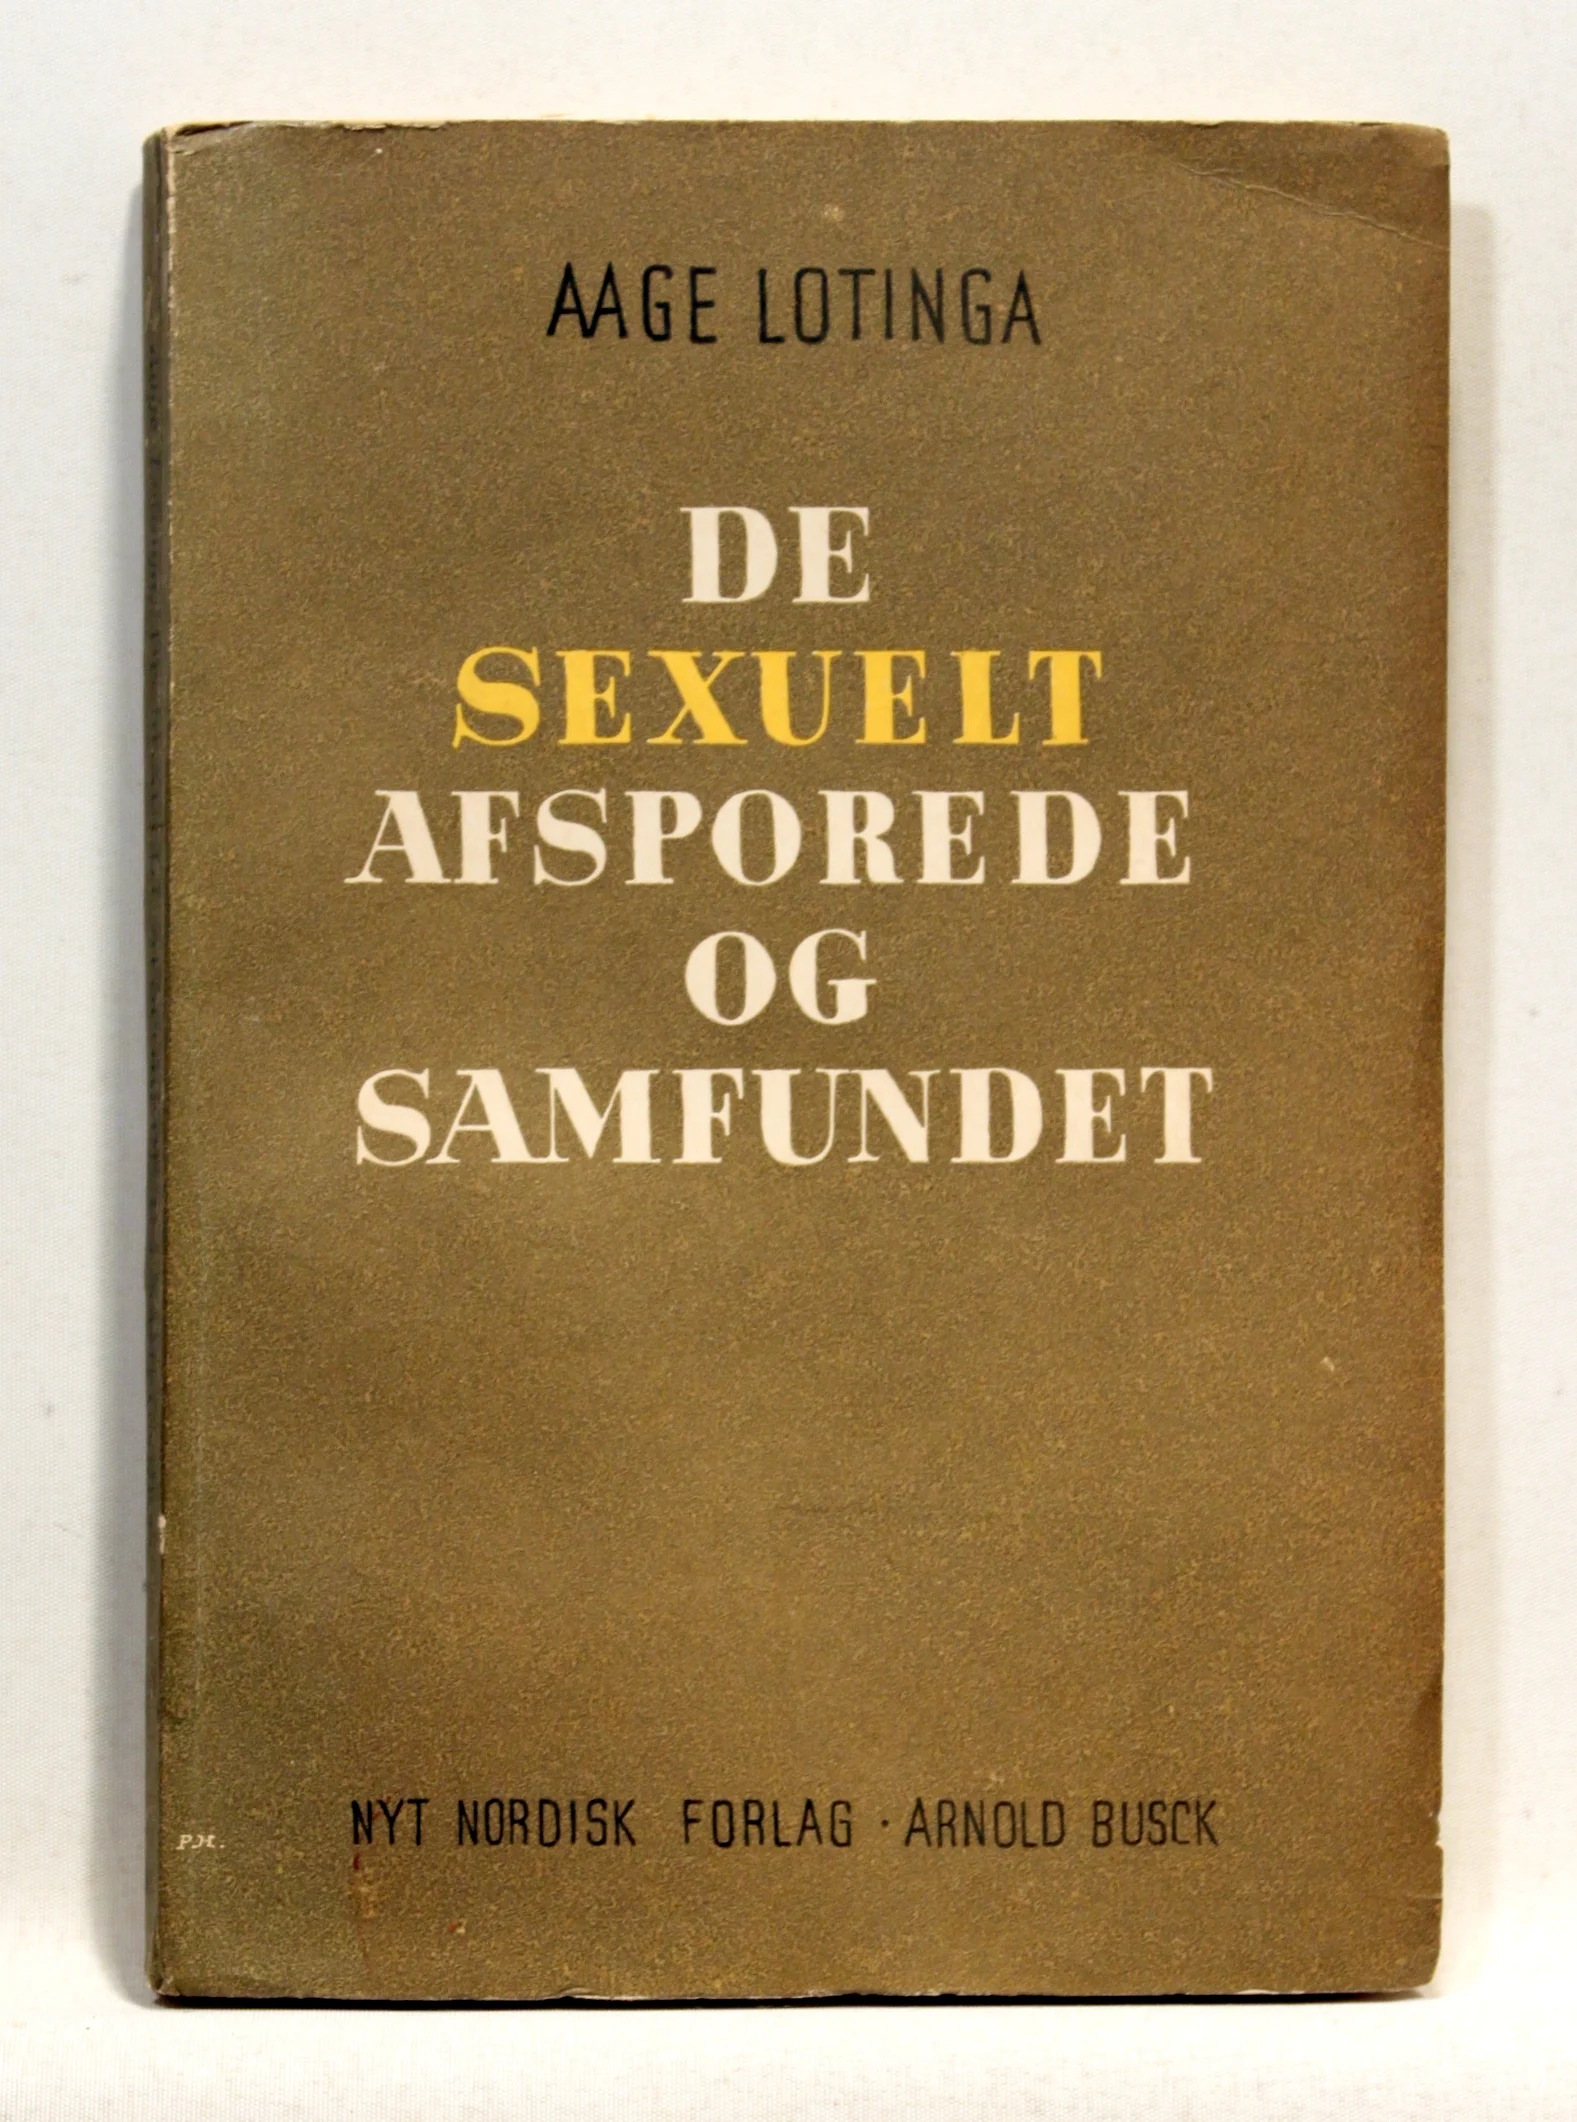 AAGE LOTINGA
DE
SEXUELT
AFSPOREDE
OG
SAMFUNDET
P.H.
NYT NORDISK FORLAG · ARNOLD BUSCK